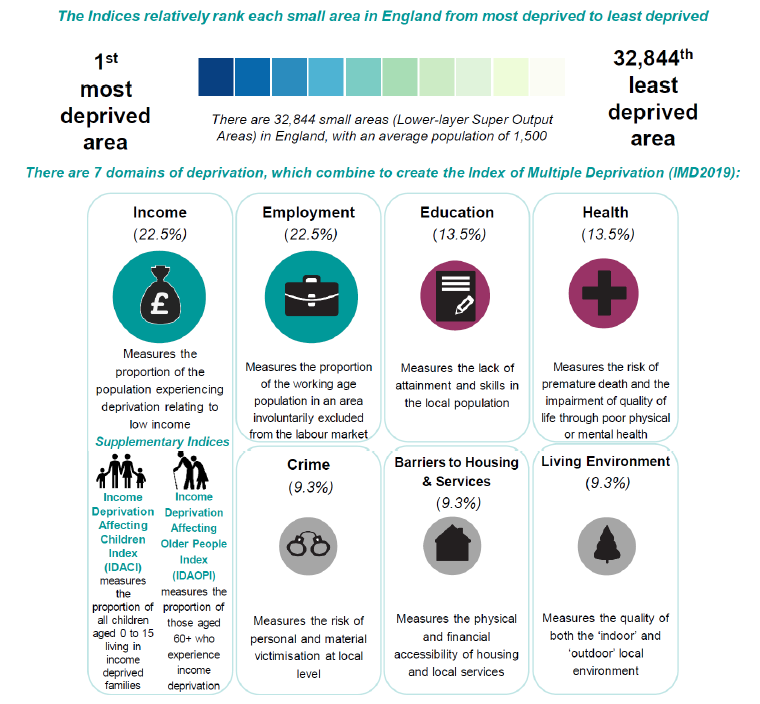 The Indices relatively rank each small area in England from most deprived to least deprived
1st
most
deprived
area
32,844th
least
deprived
area
There are 32,844 small areas (Lower-layer Super Output
Areas) in England, with an average population of 1,500
There are 7 domains of deprivation, which combine to create the Index of Multiple Deprivation (IMD2019):
Income
(22.5%)
£
Measures the
proportion of the
population experiencing
deprivation relating to
low income
Supplementary Indices
Income
Deprivation
Affecting
Children
Index
(IDACI)
measures
the
proportion of
all children
aged 0 to 15
living in
income
deprived
families
Income
Deprivation
Affecting
Older People
Index
(IDAOPI)
measures the
proportion of
those aged
60+ who
experience
income
deprivation
Employment
(22.5%)
Measures the proportion
of the working age
population in an area
involuntarily excluded
from the labour market
Education
(13.5%)
Measures the lack of
attainment and skills in
the local population
Health
(13.5%)
Measures the risk of
premature death and the
impairment of quality of
life through poor physical
or mental health
Crime
(9.3%)
Measures the risk of
personal and material
victimisation at local
level
Barriers to Housing
& Services
(9.3%)
Measures the physical
and financial
accessibility of housing
and local services
Living Environment
(9.3%)
Measures the quality of
both the ‘indoor’ and
‘outdoor’ local
environment